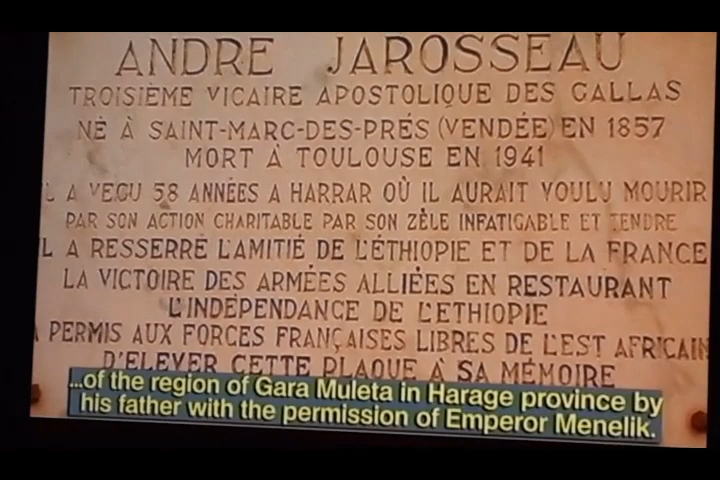 ANDRE JAROSSEAU
TROISIÈME VICAIRE APOSTOLIQUE DES GALLAS
NÈ À SAINT-MARC-DES-PRÉS (VENDÉE) EN 1857
MORT À TOULOUSE EN 1941
L A VECU 58 ANNÉES A HARRAR OÙ IL AURAIT VOULU MOURIR
PAR SON ACTION CHARITABLE PAR SON ZÈLE INFATIGABLE ET TENDRE
IL A RESSERRÉ L'AMITIÉ DE L'ÉTHIOPIE ET DE LA FRANCE
LA VICTOIRE DES ARMÉES ALLIÉES EN RESTAURANT
L'INDÉPENDANCE DE L'ETHIOPIE
A PERMIS AUX FORCES FRANÇAISES LIBRES DE L'EST AFRICAIN
D'ELEVER CETTE PLAQUE À SA MÉMOIRE
...of the region of Gara Muleta in Harage province by
his father with the permission of Emperor Menelik.